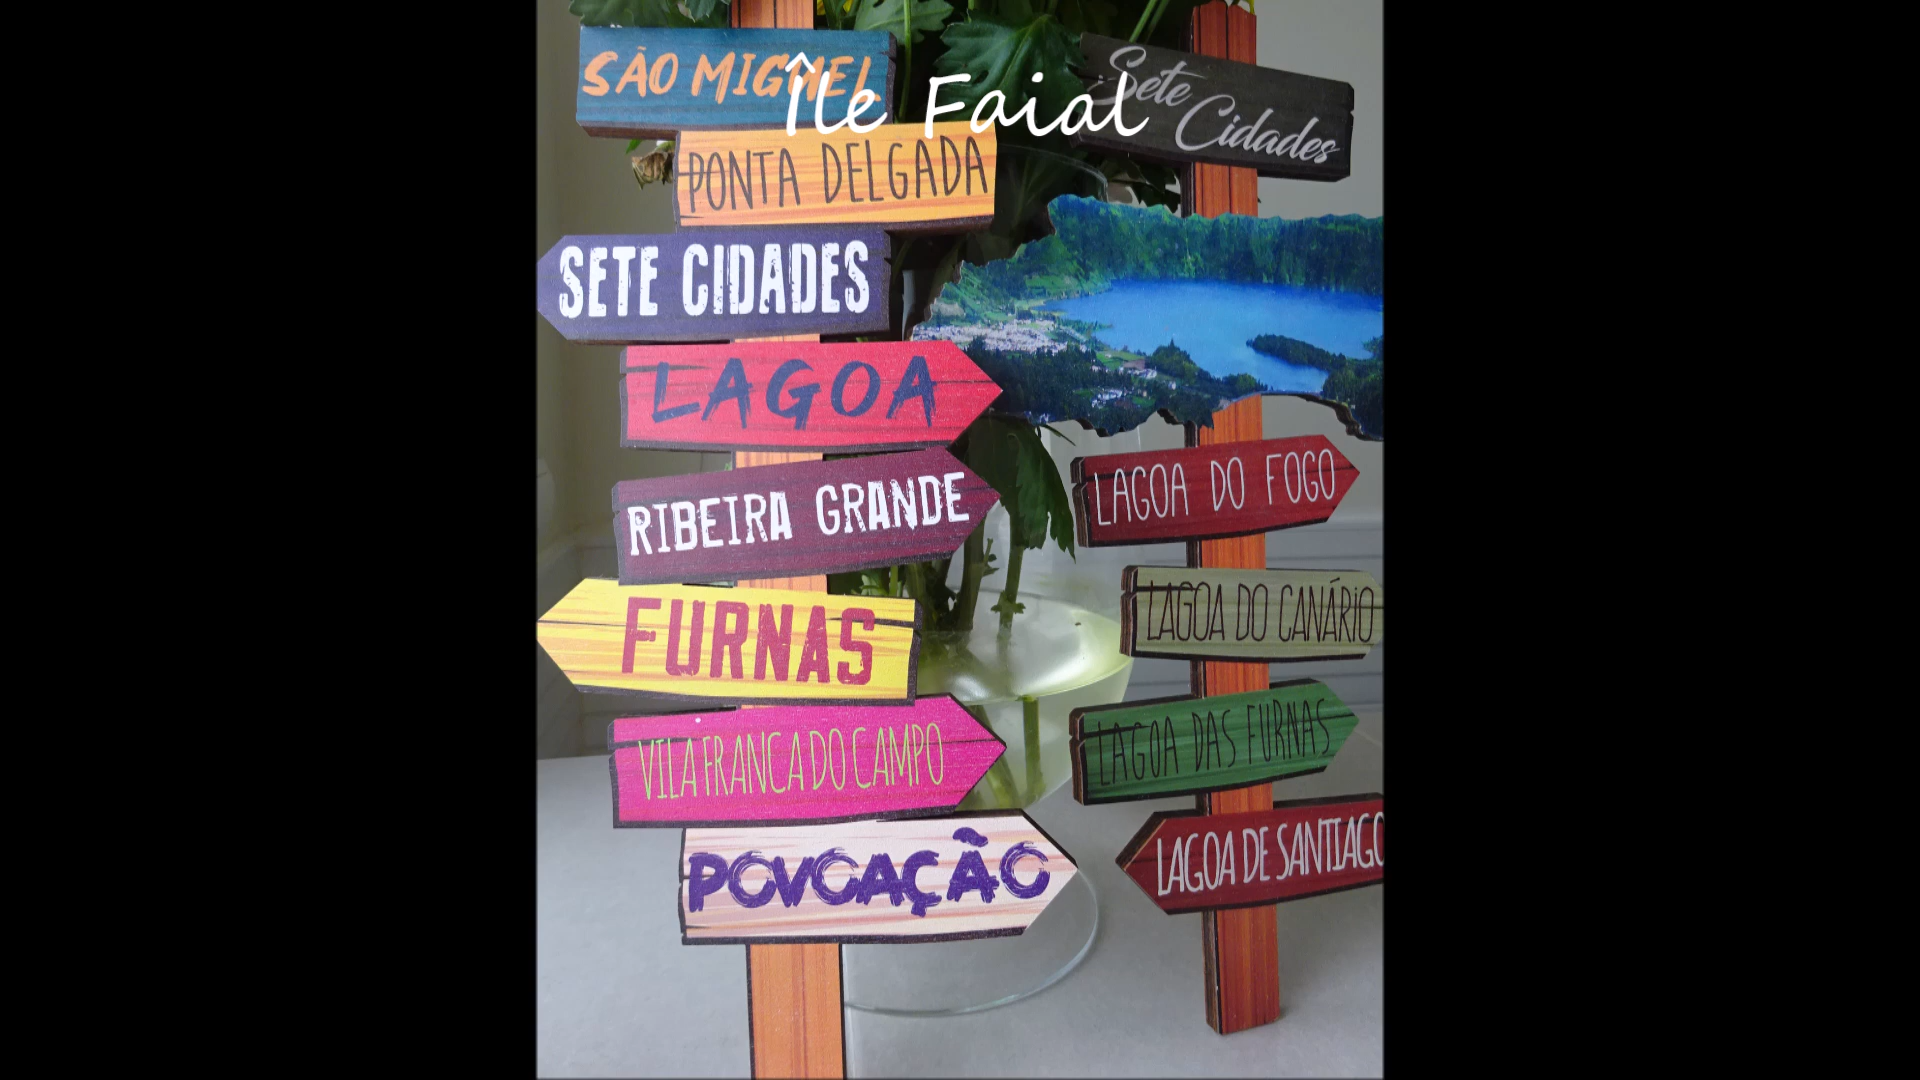 Île Faial
SÃO MIGUEL
PONTA DELGADA
SETE CIDADES
LAGOA
RIBEIRA GRANDE
FURNAS
VILA FRANCA DO CAMPO
POVOAÇÃO
Sete
Cidades
LAGOA DO FOGO
LAGOA DO CANÁRIO
LAGOA DAS FURNAS
LAGOA DE SANTIAGO